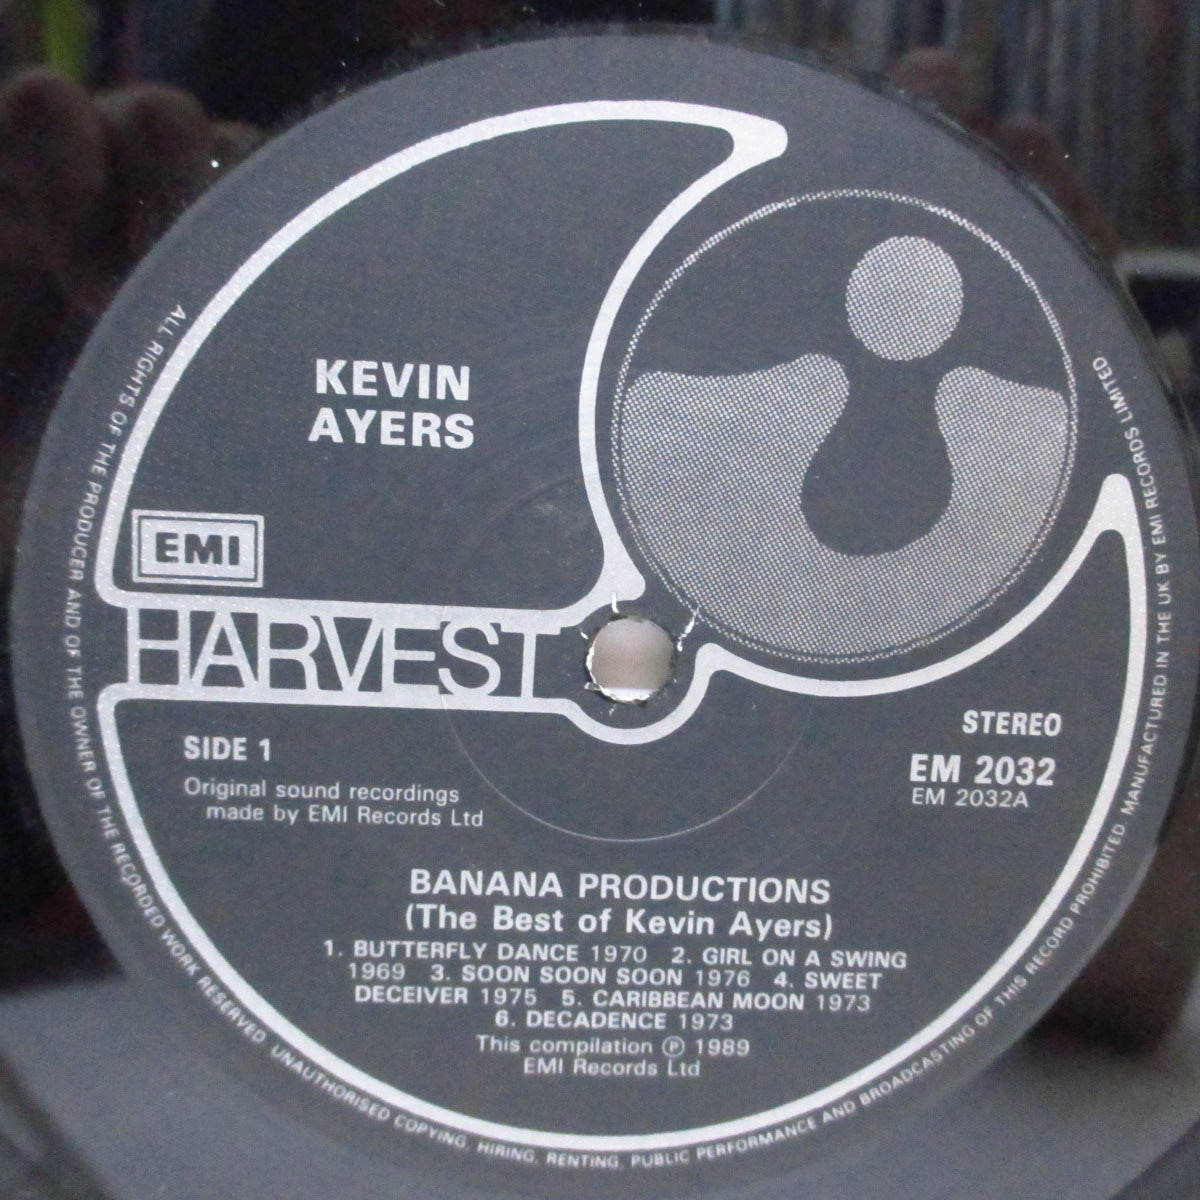 KEVIN
AYERS
EMI
HARVEST
SIDE 1
Original sound recordings
made by EMI Records Ltd
STEREO
EM 2032
EM 2032A
BANANA PRODUCTIONS
(The Best of Kevin Ayers)
1. BUTTERFLY DANCE 1970 2. GIRL ON A SWING
1969 3. SOON SOON SOON 1976 4. SWEET
DECEIVER 1975 5. CARIBBEAN MOON 1973
6. DECADENCE 1973
This compilation Ⓟ 1989
EMI Records Ltd
ALL RIGHTS OF THE PRODUCER AND OF THE OWNER OF THE RECORDED WORK RESERVED. UNAUTHORISED COPYING, HIRING, RENTING, PUBLIC PERFORMANCE AND BROADCASTING OF THIS RECORD PROHIBITED. MANUFACTURED IN THE UK BY EMI RECORDS LIMITED.